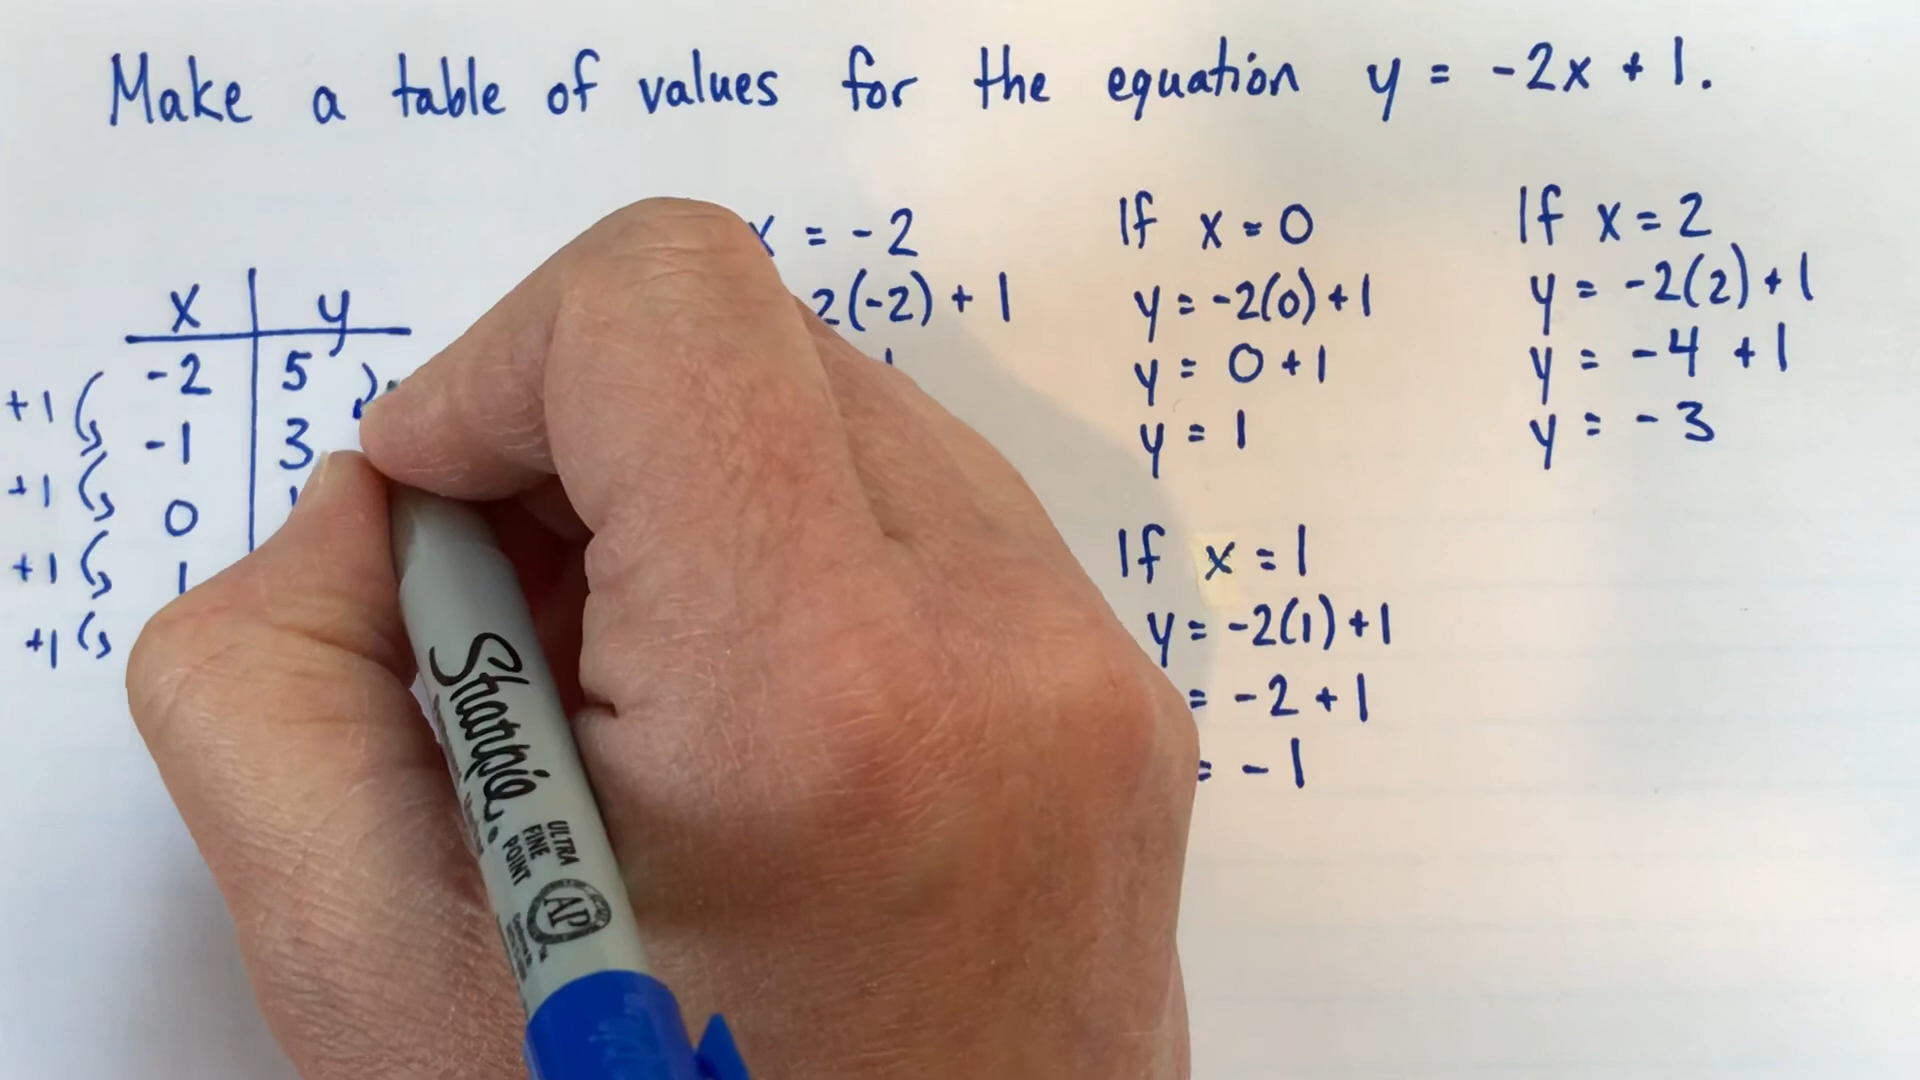 Make a table of values for the equation y = -2x + 1.
x y
-2 5
-1 3
0
1
+1
+1
+1
+1
x = -2
2(-2) + 1
If x = 0
y = -2(0) + 1
y = 0 + 1
y = 1
If x = 1
y = -2(1) + 1
= -2 + 1
= -1
If x = 2
y = -2(2) + 1
y = -4 + 1
y = -3
Sharpie.
ULTRA
FINE
POINT
AP